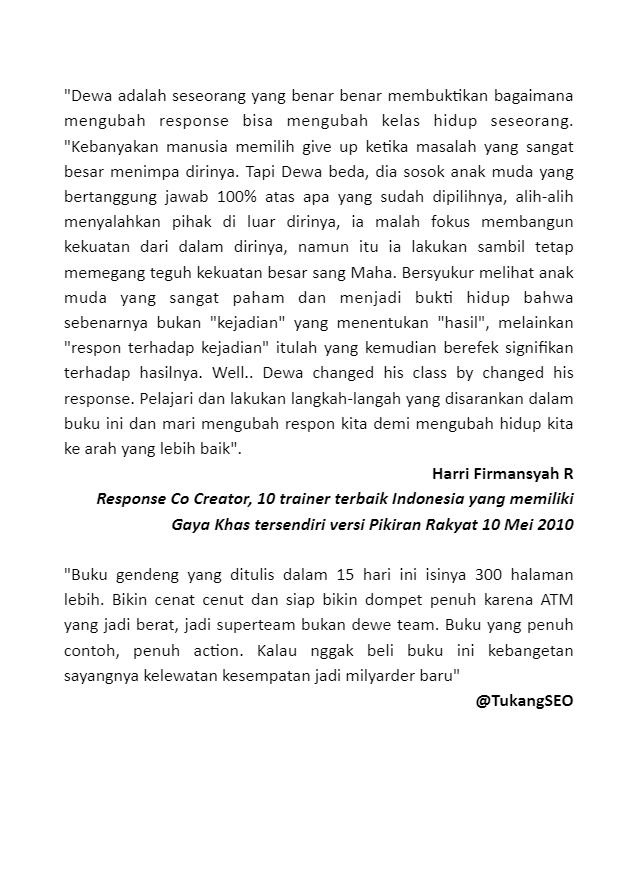 "Dewa adalah seseorang yang benar benar membuktikan bagaimana
mengubah response bisa mengubah kelas hidup seseorang.
"Kebanyakan manusia memilih give up ketika masalah yang sangat
besar menimpa dirinya. Tapi Dewa beda, dia sosok anak muda yang
bertanggung jawab 100% atas apa yang sudah dipilihnya, alih-alih
menyalahkan pihak di luar dirinya, ia malah fokus membangun
kekuatan dari dalam dirinya, namun itu ia lakukan sambil tetap
memegang teguh kekuatan besar sang Maha. Bersyukur melihat anak
muda yang sangat paham dan menjadi bukti hidup bahwa
sebenarnya bukan "kejadian" yang menentukan "hasil", melainkan
"respon terhadap kejadian" itulah yang kemudian berefek signifikan
terhadap hasilnya. Well.. Dewa changed his class by changed his
response. Pelajari dan lakukan langkah-langah yang disarankan dalam
buku ini dan mari mengubah respon kita demi mengubah hidup kita
ke arah yang lebih baik".
Harri Firmansyah R
Response Co Creator, 10 trainer terbaik Indonesia yang memiliki
Gaya Khas tersendiri versi Pikiran Rakyat 10 Mei 2010
"Buku gendeng yang ditulis dalam 15 hari ini isinya 300 halaman
lebih. Bikin cenat cenut dan siap bikin dompet penuh karena ATM
yang jadi berat, jadi superteam bukan dewe team. Buku yang penuh
contoh, penuh action. Kalau nggak beli buku ini kebangetan
sayangnya kelewatan kesempatan jadi milyarder baru"
@TukangSEO